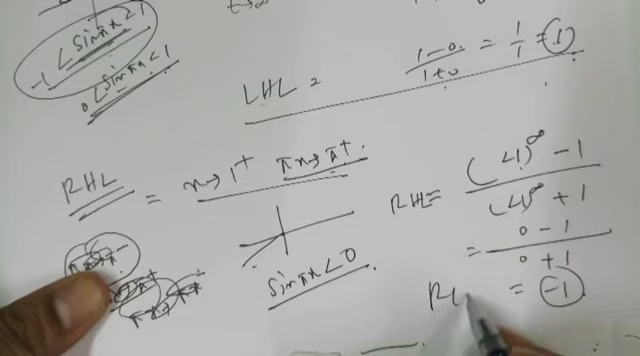 -1 < sin πx > 1
0 < sin πx < 1
LHL =
1-0 / 1+0 = 1/1 = 1
RHL = x→1⁺ πx→π⁺.
RHL = (<1)^∞ - 1 / (<1)^∞ + 1
= 0 - 1 / 0 + 1
sin πx < 0
RL = -1